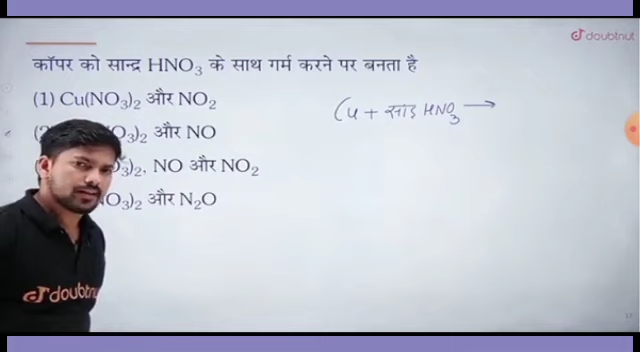 doubtnut
कॉपर को सान्द्र HNO₃ के साथ गर्म करने पर बनता है
(1) Cu(NO₃)₂ और NO₂
Cu + सांद्र HNO₃ →
O₃)₂ और NO
)₂, NO और NO₂
O₃)₂ और N₂O
doubtnut